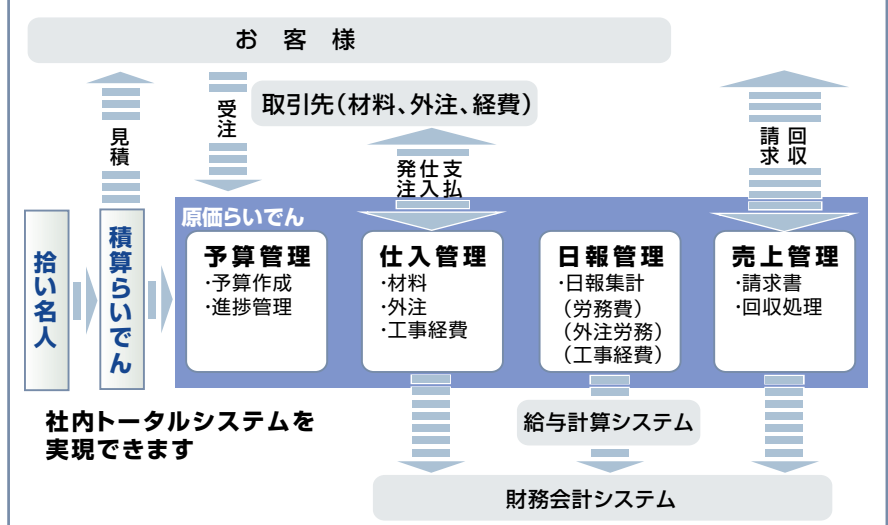 お客様
取引先(材料、外注、経費)
見積
受注
発注
仕入
支払
請求
回収
拾い名人
積算らいでん
原価らいでん
予算管理
・予算作成
・進捗管理
仕入管理
・材料
・外注
・工事経費
日報管理
・日報集計
(労務費)
(外注労務)
(工事経費)
売上管理
・請求書
・回収処理
社内トータルシステムを
実現できます
給与計算システム
財務会計システム